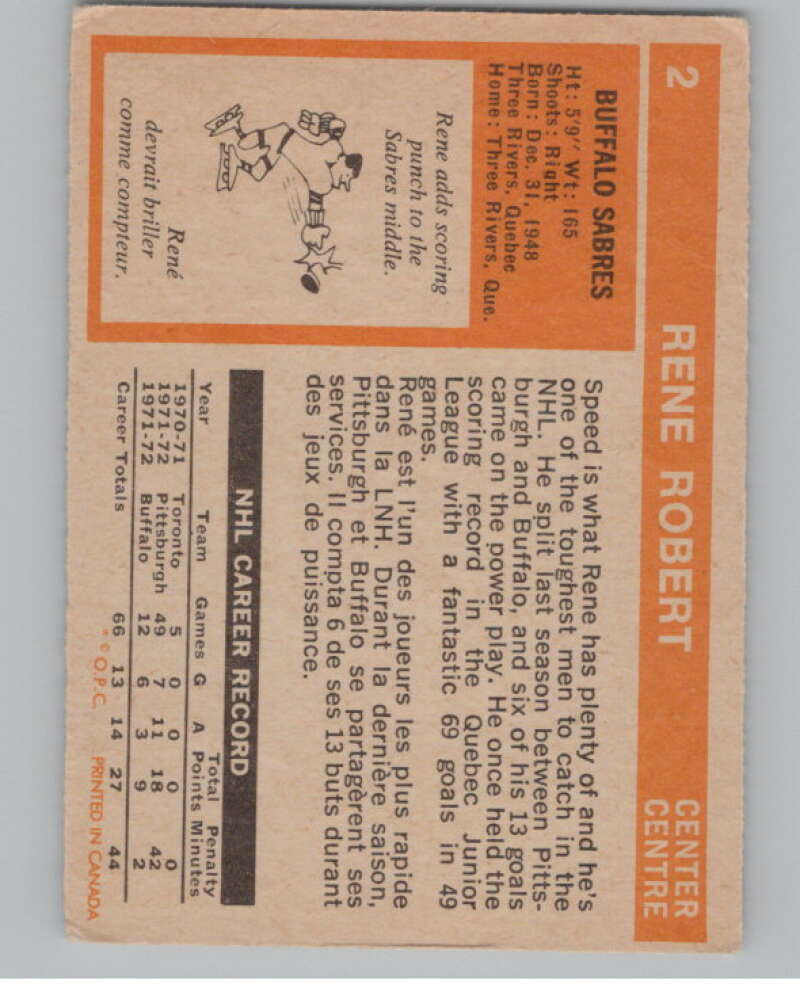 2
RENE ROBERT
CENTER
CENTRE
BUFFALO SABRES
Ht: 5'9" Wt: 165
Shoots: Right
Born: Dec. 31, 1948
Three Rivers, Quebec
Home: Three Rivers, Que.
Rene adds scoring
punch to the
Sabres middle.
René
devrait briller
comme compteur.
Speed is what Rene has plenty of and he's
one of the toughest men to catch in the
NHL. He split last season between Pitts-
burgh and Buffalo, and six of his 13 goals
came on the power play. He once held the
scoring record in the Quebec Junior
League with a fantastic 69 goals in 49
games.
René est l'un des joueurs les plus rapide
dans la LNH. Durant la dernière saison,
Pittsburgh et Buffalo se partagèrent ses
services. Il compta 6 de ses 13 buts durant
des jeux de puissance.
NHL CAREER RECORD
Total Penalty
Year Team Games G A Points Minutes
1970-71 Toronto 5 0 0 0 0
1971-72 Pittsburgh 49 7 11 18 42
1971-72 Buffalo 12 6 3 9 2
Career Totals 66 13 14 27 44
* © O.P.C. PRINTED IN CANADA